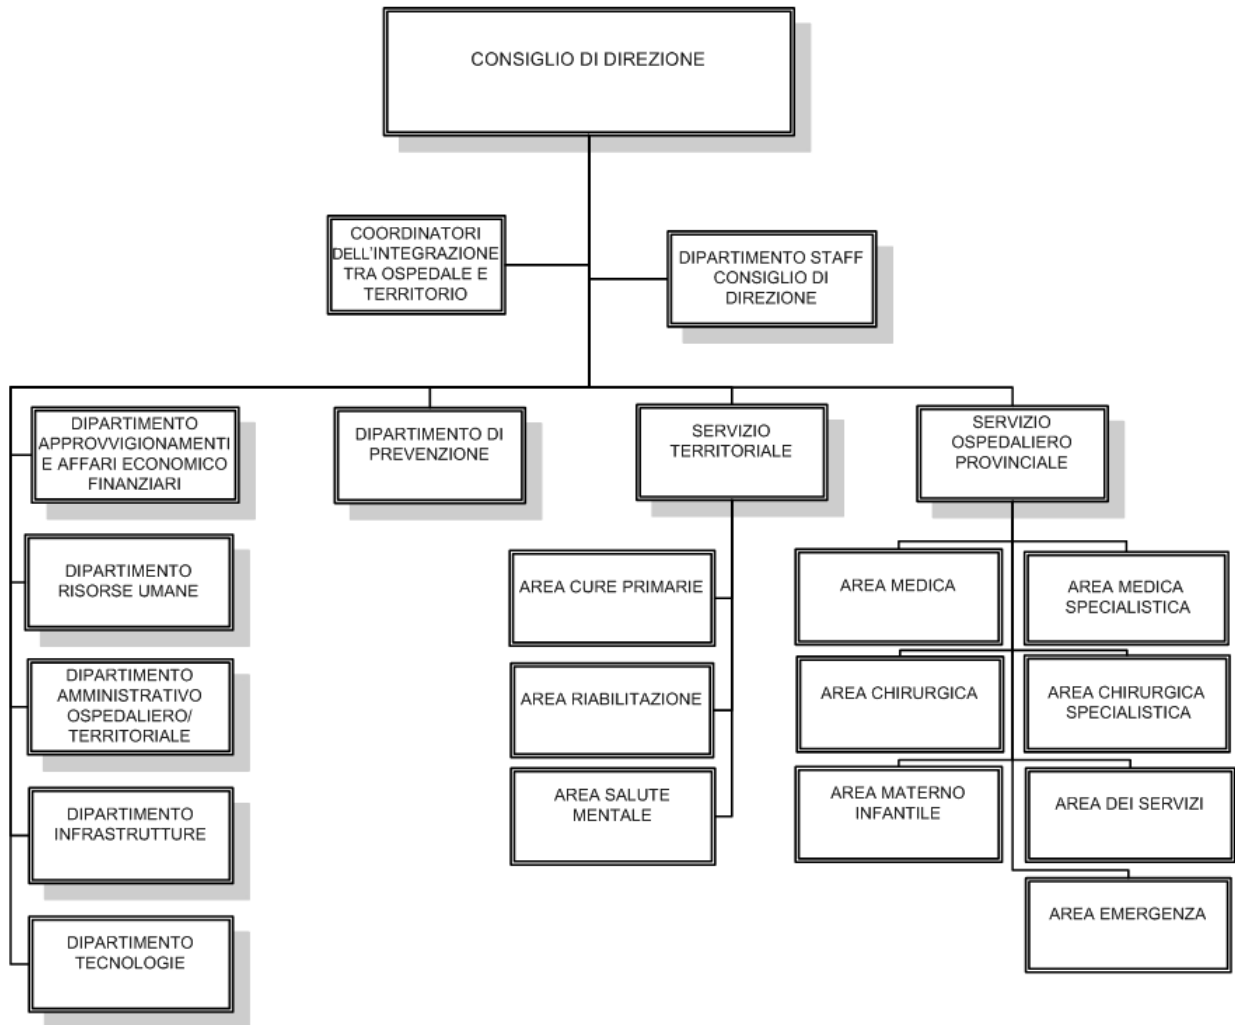 CONSIGLIO DI DIREZIONE
COORDINATORI
DELL'INTEGRAZIONE
TRA OSPEDALE E
TERRITORIO
DIPARTIMENTO STAFF
CONSIGLIO DI
DIREZIONE
DIPARTIMENTO
APPROVVIGIONAMENTI
E AFFARI ECONOMICO
FINANZIARI
DIPARTIMENTO DI
PREVENZIONE
SERVIZIO
TERRITORIALE
SERVIZIO
OSPEDALIERO
PROVINCIALE
DIPARTIMENTO
RISORSE UMANE
DIPARTIMENTO
AMMINISTRATIVO
OSPEDALIERO/
TERRITORIALE
DIPARTIMENTO
INFRASTRUTTURE
DIPARTIMENTO
TECNOLOGIE
AREA CURE PRIMARIE
AREA RIABILITAZIONE
AREA SALUTE
MENTALE
AREA MEDICA
AREA MEDICA
SPECIALISTICA
AREA CHIRURGICA
AREA CHIRURGICA
SPECIALISTICA
AREA MATERNO
INFANTILE
AREA DEI SERVIZI
AREA EMERGENZA